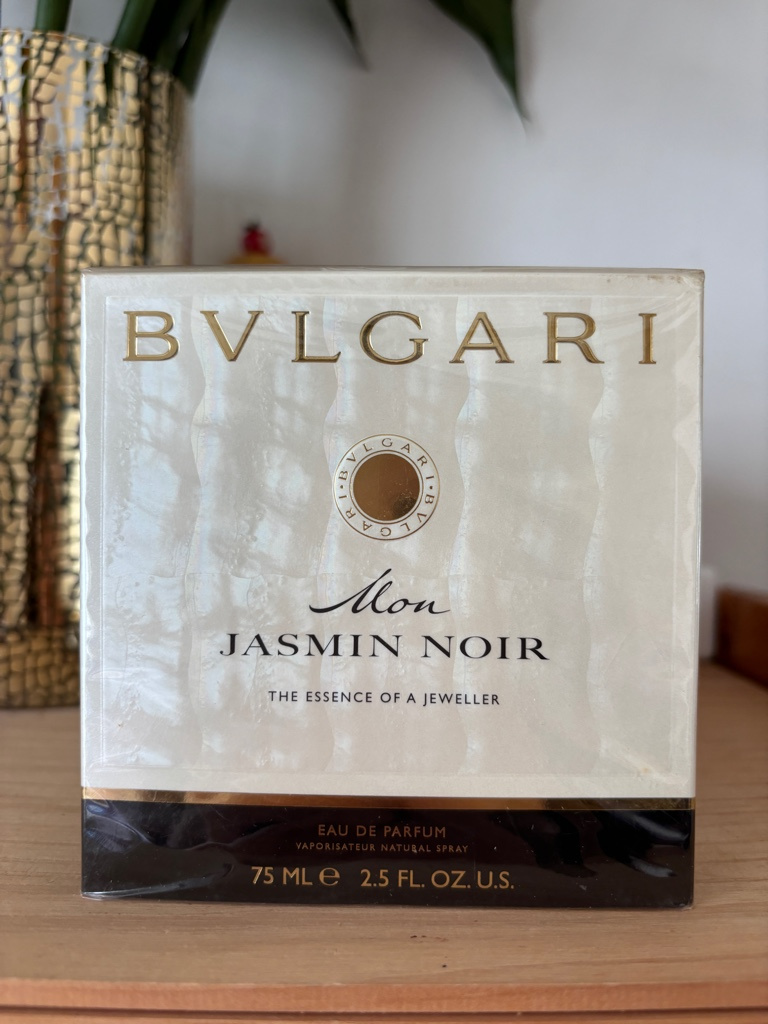 BVLGARI
BVLGARI • BVLGARI •
Mon
JASMIN NOIR
THE ESSENCE OF A JEWELLER
EAU DE PARFUM
VAPORISATEUR NATURAL SPRAY
75 ML ℮ 2.5 FL. OZ. U.S.